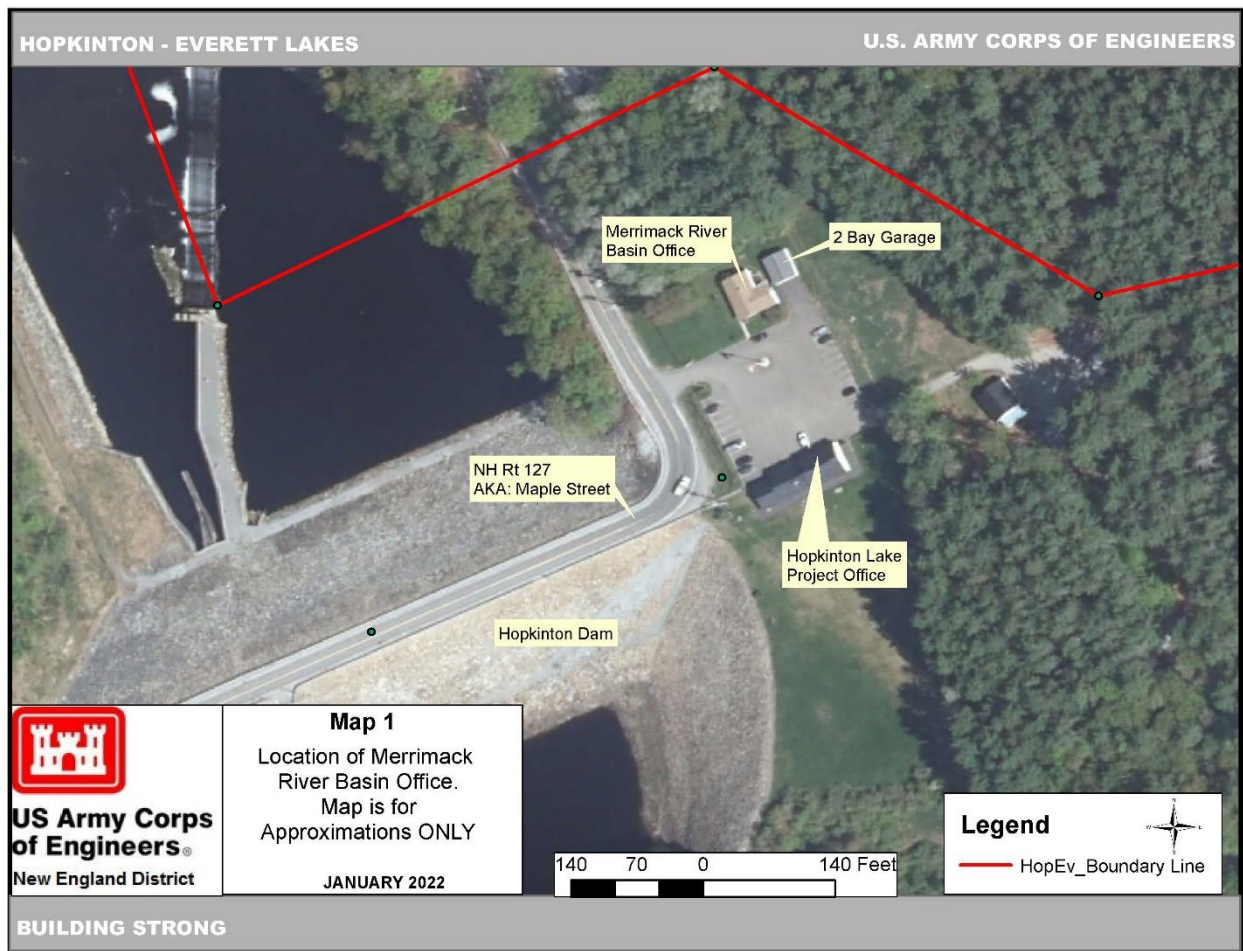 HOPKINTON - EVERETT LAKES
U.S. ARMY CORPS OF ENGINEERS
Merrimack River
Basin Office
2 Bay Garage
NH Rt 127
AKA: Maple Street
Hopkinton Lake
Project Office
Hopkinton Dam
US Army Corps
of Engineers®
New England District
Map 1
Location of Merrimack
River Basin Office.
Map is for
Approximations ONLY
JANUARY 2022
140 70 0 140 Feet
Legend
N
W E
S
HopEv_Boundary Line
BUILDING STRONG